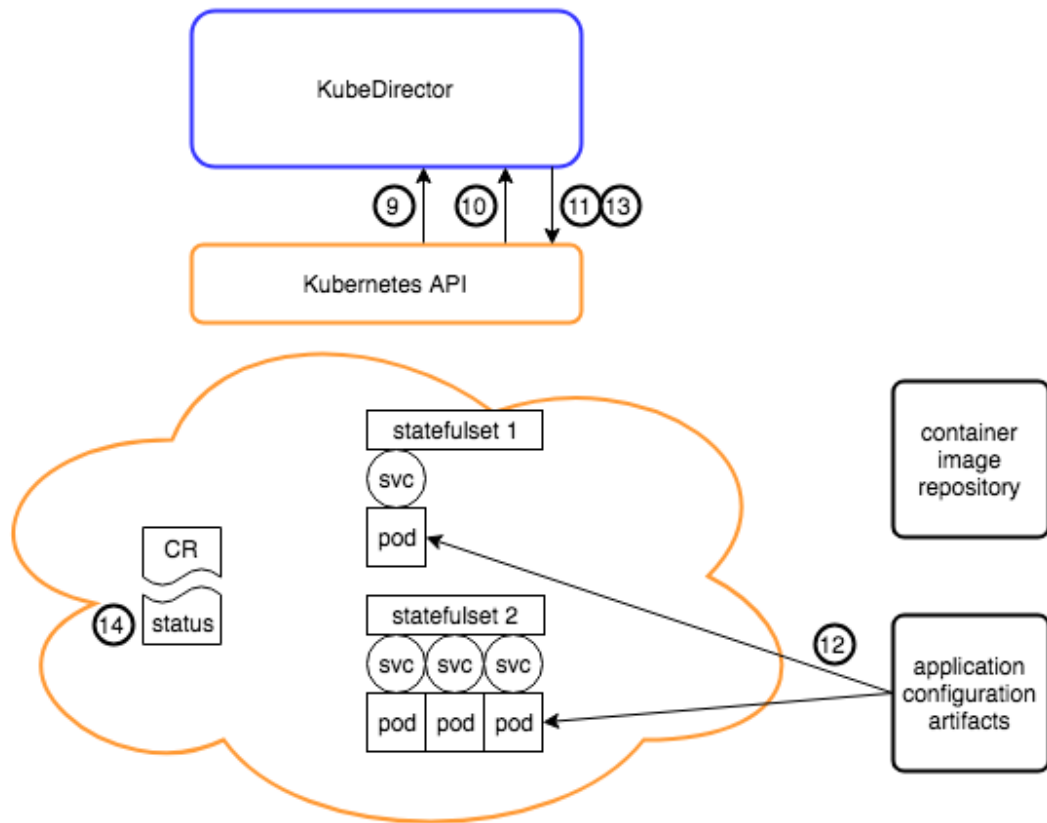 KubeDirector
9
10
11
13
Kubernetes API
statefulset 1
svc
pod
container
image
repository
CR
status
14
statefulset 2
svc svc svc
pod pod pod
12
application
configuration
artifacts